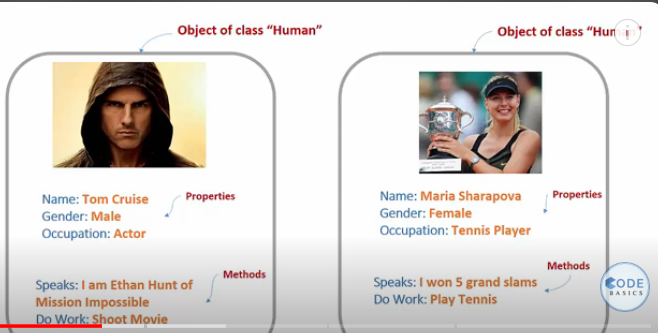 Object of class “Human”
Name: Tom Cruise
Gender: Male
Occupation: Actor
Properties
Speaks: I am Ethan Hunt of
Mission Impossible
Do Work: Shoot Movie
Methods
Object of class “Human”
Name: Maria Sharapova
Gender: Female
Occupation: Tennis Player
Properties
Speaks: I won 5 grand slams
Do Work: Play Tennis
Methods
CODE
BASICS